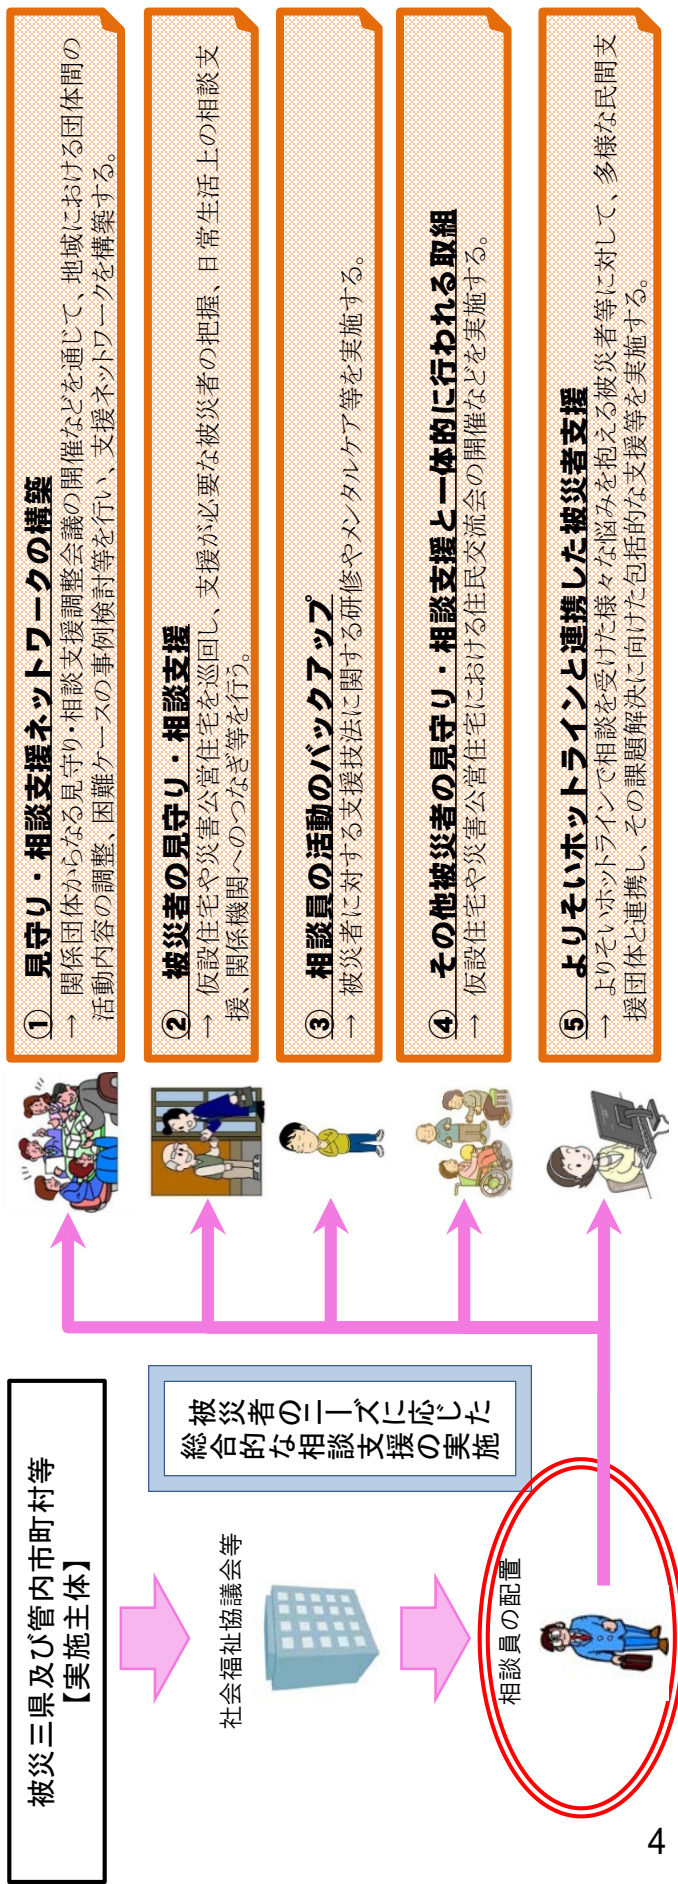 被災三県及び管内市町村等
【実施主体】
社会福祉協議会等
相談員の配置
被災者のニーズに応じた
総合的な相談支援の実施
① 見守り・相談支援ネットワークの構築
→ 関係団体からなる見守り・相談支援調整会議の開催などを通じて、地域における団体間の
活動内容の調整、困難ケースの事例検討等を行い、支援ネットワークを構築する。
② 被災者の見守り・相談支援
→ 仮設住宅や災害公営住宅を巡回し、支援が必要な被災者の把握、日常生活上の相談支
援、関係機関へのつなぎ等を行う。
③ 相談員の活動のバックアップ
→ 被災者に対する支援技法に関する研修やメンタルケア等を実施する。
④ その他被災者の見守り・相談支援と一体的に行われる取組
→ 仮設住宅や災害公営住宅における住民交流会の開催などを実施する。
⑤ よりそいホットラインと連携した被災者支援
→ よりそいホットラインで相談を受けた様々な悩みを抱える被災者等に対して、多様な民間支
援団体と連携し、その課題解決に向けた包括的な支援等を実施する。
4